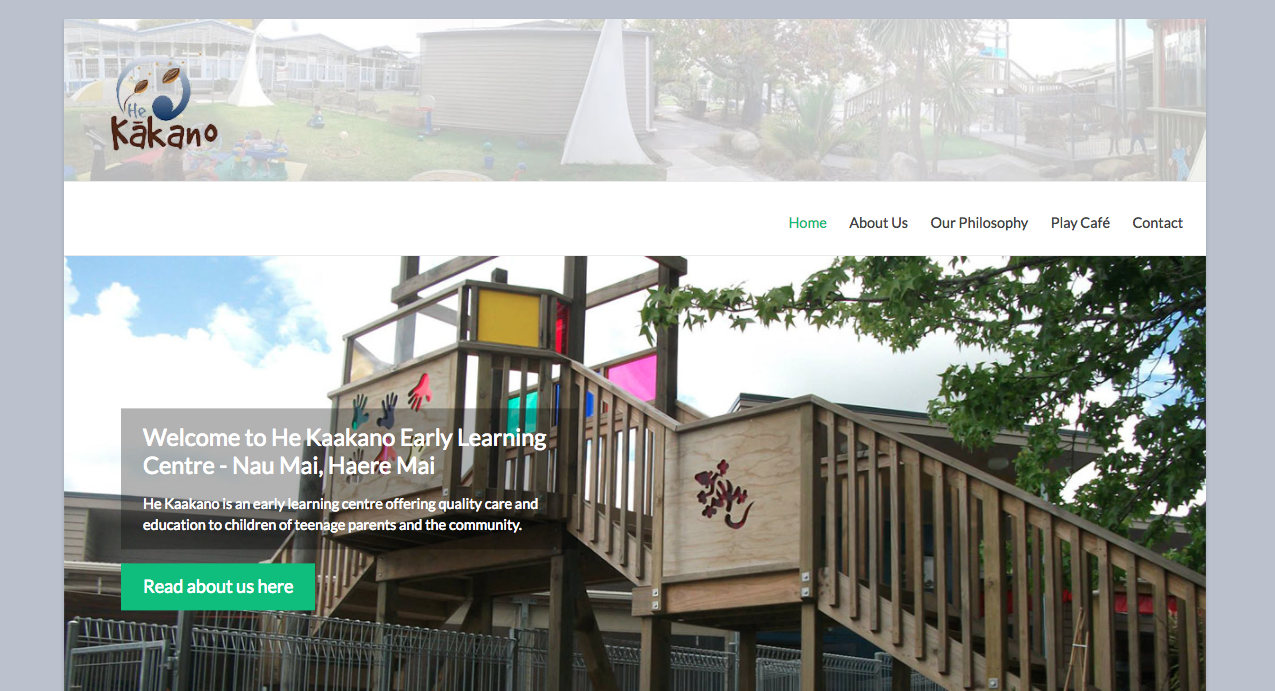 He
Kākano
Home About Us Our Philosophy Play Café Contact
Welcome to He Kaakano Early Learning
Centre - Nau Mai, Haere Mai
He Kaakano is an early learning centre offering quality care and
education to children of teenage parents and the community.
Read about us here